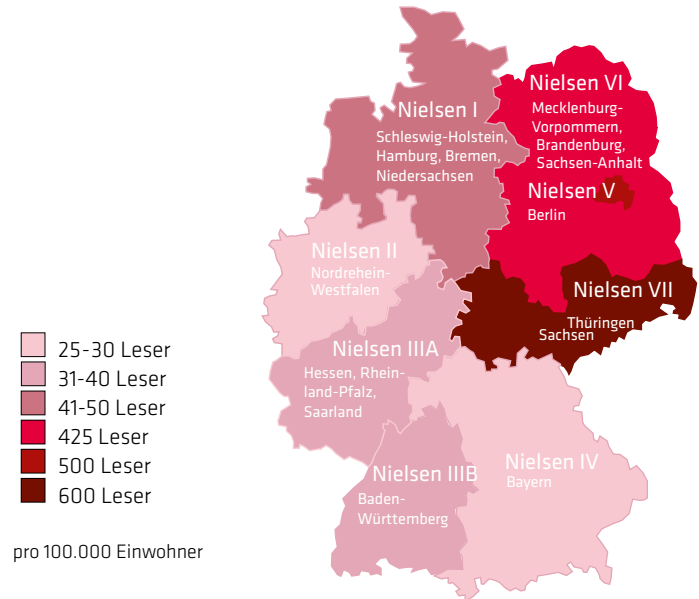 Nielsen I
Schleswig-Holstein,
Hamburg, Bremen,
Niedersachsen
Nielsen VI
Mecklenburg-
Vorpommern,
Brandenburg,
Sachsen-Anhalt
Nielsen V
Berlin
Nielsen II
Nordrehein-
Westfalen
Nielsen VII
Thüringen
Sachsen
Nielsen IIIA
Hessen, Rhein-
land-Pfalz,
Saarland
Nielsen IIIB
Baden-
Württemberg
Nielsen IV
Bayern
25-30 Leser
31-40 Leser
41-50 Leser
425 Leser
500 Leser
600 Leser
pro 100.000 Einwohner